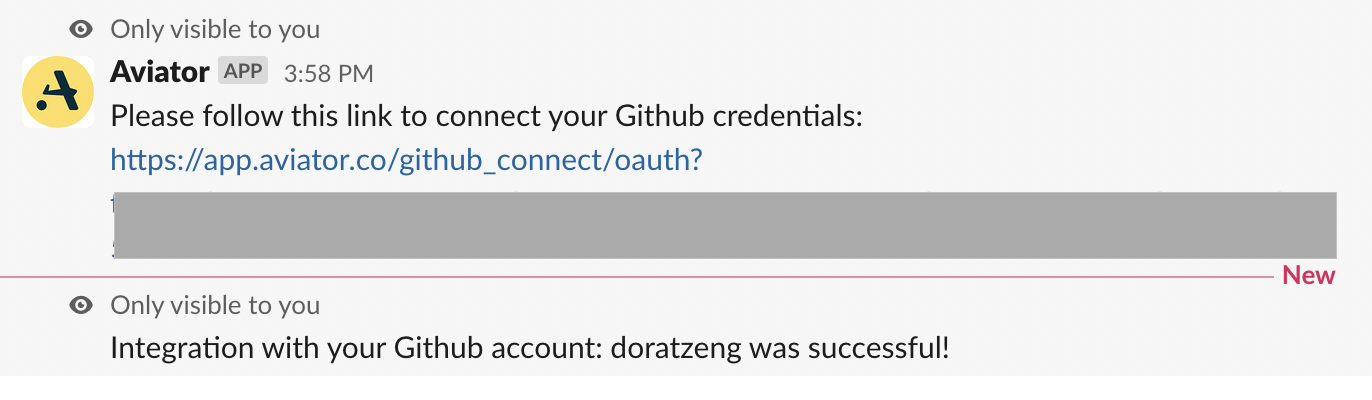 Only visible to you
Aviator APP 3:58 PM
Please follow this link to connect your Github credentials:
https://app.aviator.co/github_connect/oauth?
New
Only visible to you
Integration with your Github account: doratzeng was successful!